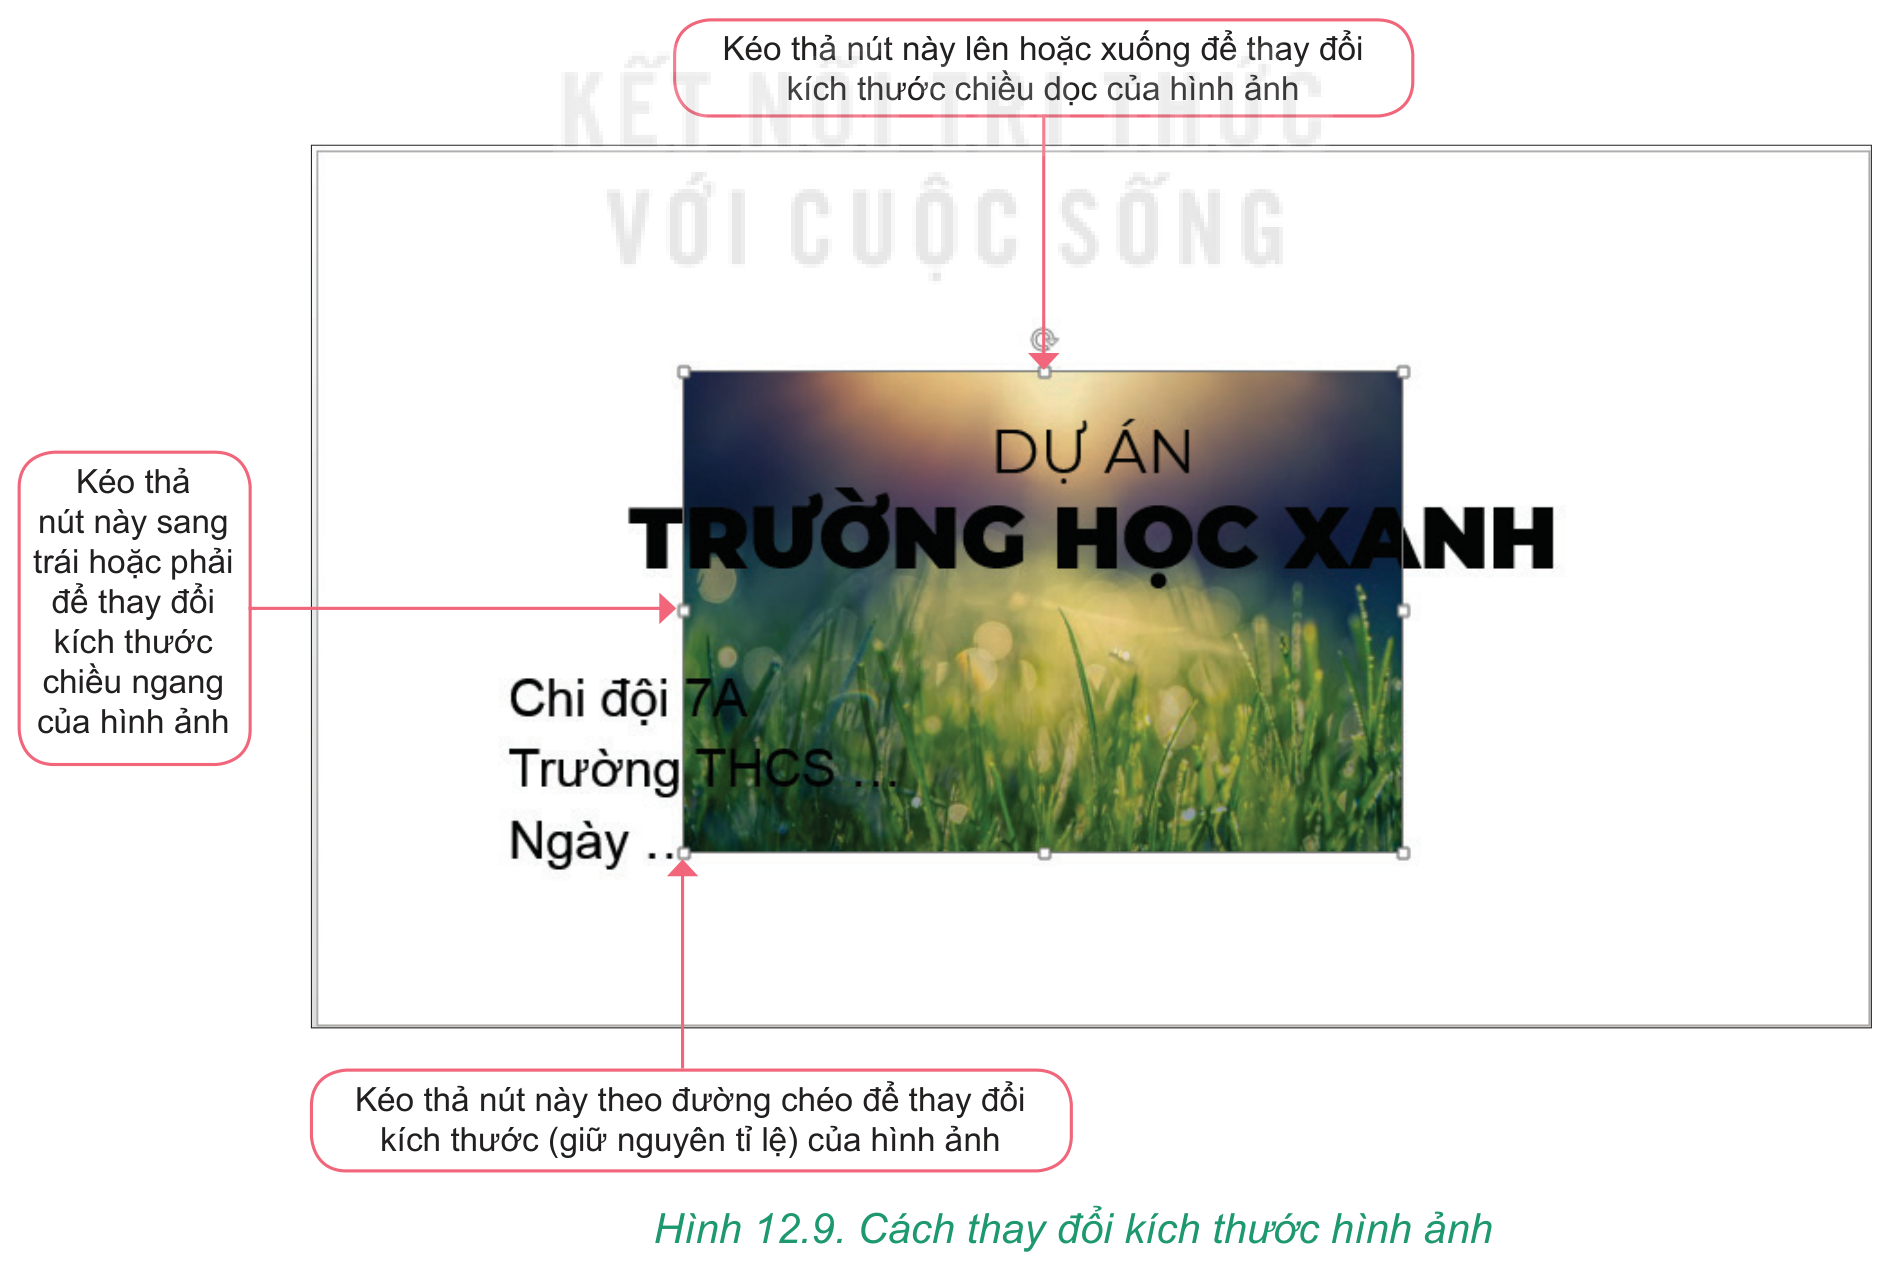 Kéo thả nút này lên hoặc xuống để thay đổi
kích thước chiều dọc của hình ảnh
KẾT NỐI TRI THỨC
VỚI CUỘC SỐNG
DỰ ÁN
TRƯỜNG HỌC XANH
Kéo thả
nút này sang
trái hoặc phải
để thay đổi
kích thước
chiều ngang
của hình ảnh
Chi đội 7A
Trường THCS ...
Ngày ...
Kéo thả nút này theo đường chéo để thay đổi
kích thước (giữ nguyên tỉ lệ) của hình ảnh
Hình 12.9. Cách thay đổi kích thước hình ảnh